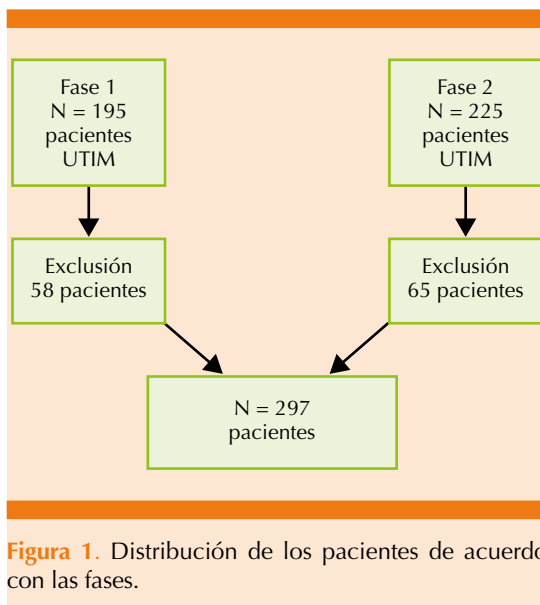 Fase 1
N = 195
pacientes
UTIM
Fase 2
N = 225
pacientes
UTIM
Exclusión
58 pacientes
Exclusión
65 pacientes
N = 297
pacientes
Figura 1. Distribución de los pacientes de acuerdo
con las fases.